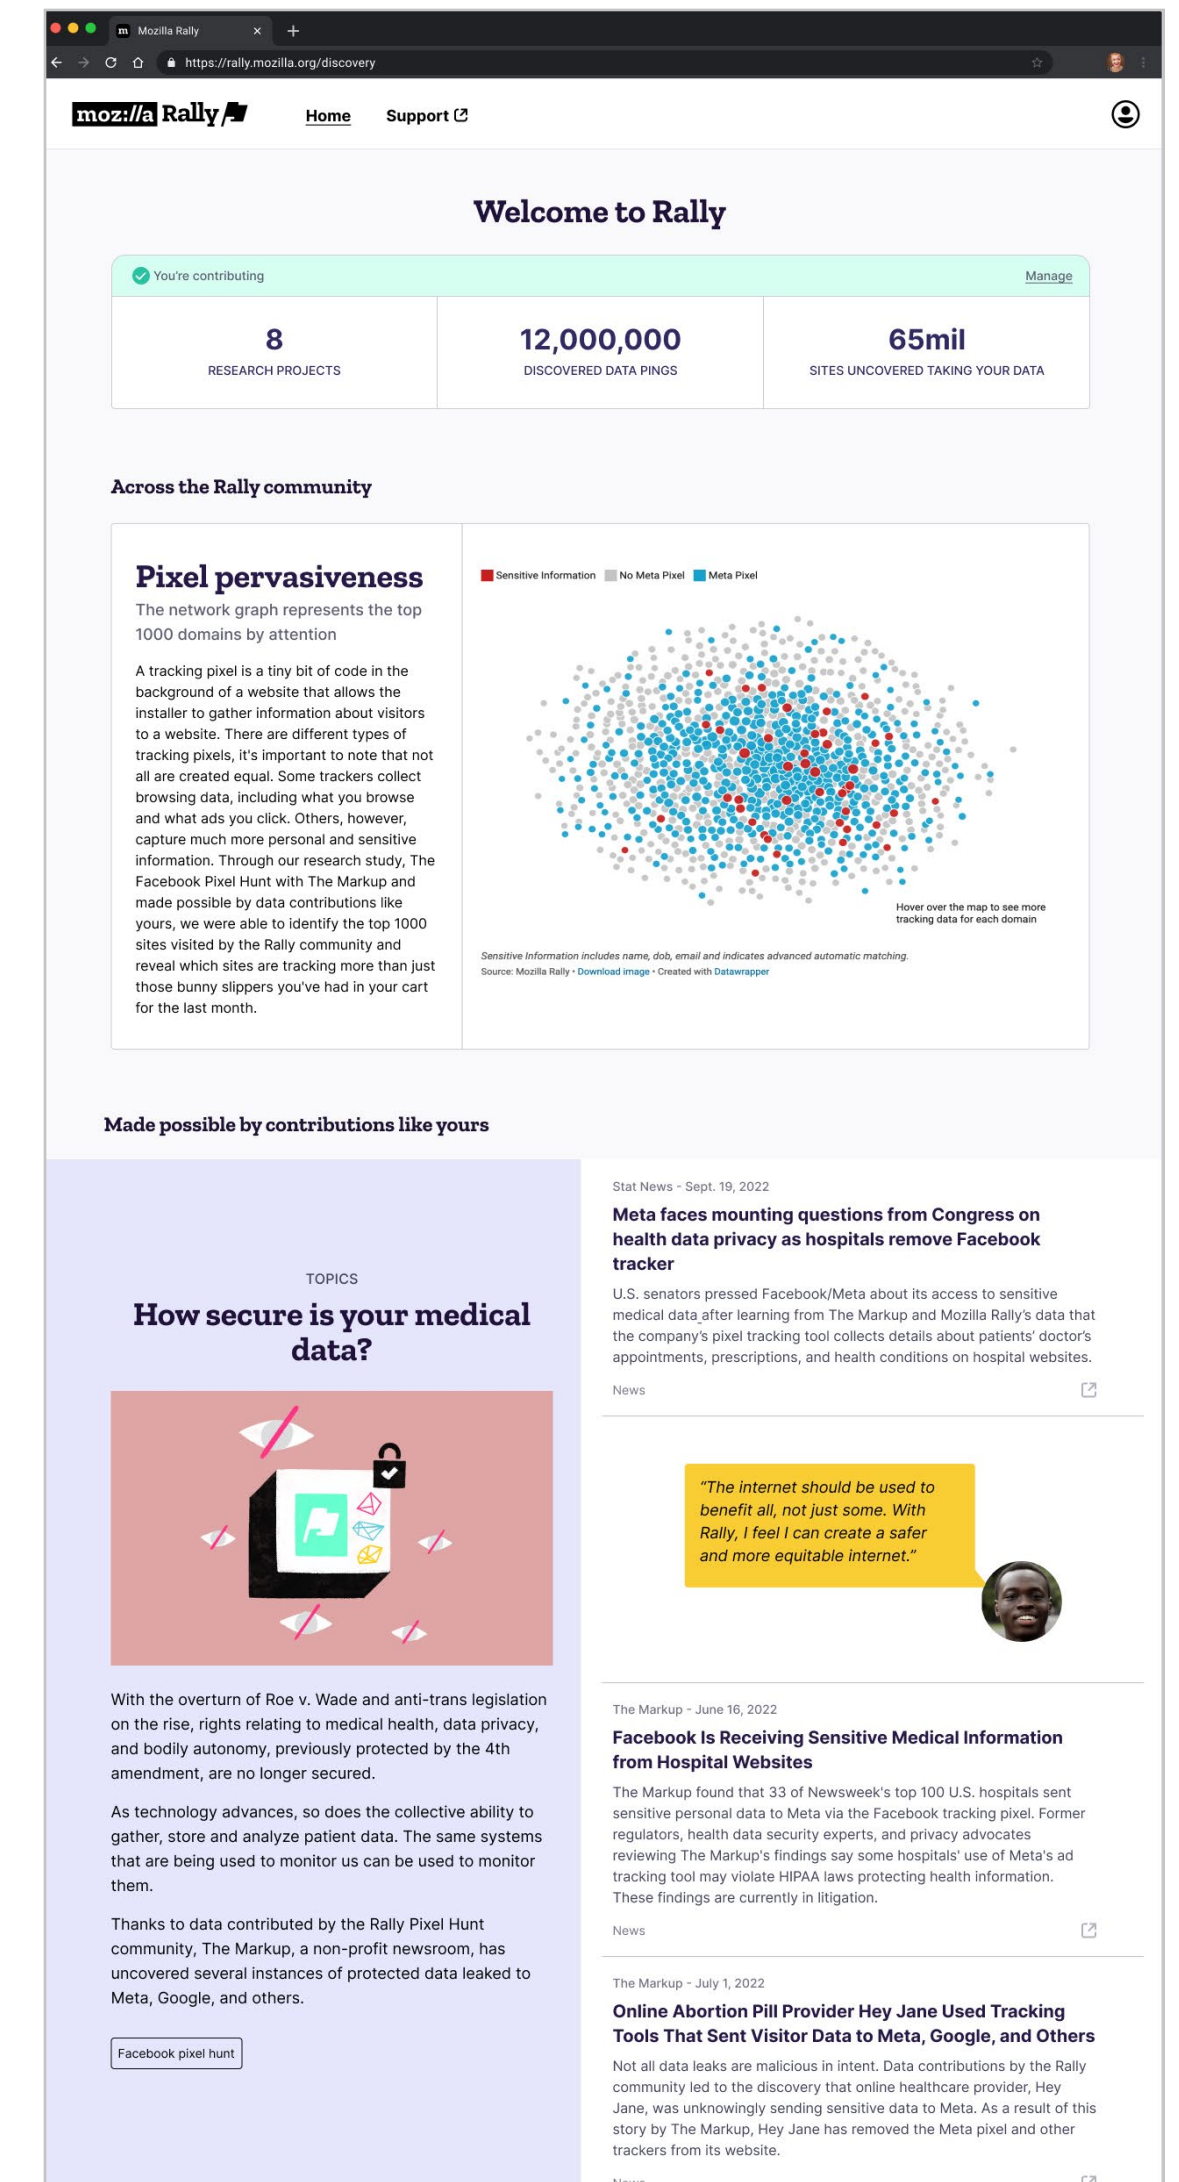 m Mozilla Rally
https://rally.mozilla.org/discovery
moz://a Rally
Home
Support
Welcome to Rally
You're contributing
Manage
8
RESEARCH PROJECTS
12,000,000
DISCOVERED DATA PINGS
65mil
SITES UNCOVERED TAKING YOUR DATA
Across the Rally community
Pixel pervasiveness
The network graph represents the top
1000 domains by attention
A tracking pixel is a tiny bit of code in the
background of a website that allows the
installer to gather information about visitors
to a website. There are different types of
tracking pixels, it's important to note that not
all are created equal. Some trackers collect
browsing data, including what you browse
and what ads you click. Others, however,
capture much more personal and sensitive
information. Through our research study, The
Facebook Pixel Hunt with The Markup and
made possible by data contributions like
yours, we were able to identify the top 1000
sites visited by the Rally community and
reveal which sites are tracking more than just
those bunny slippers you've had in your cart
for the last month.
Sensitive Information No Meta Pixel Meta Pixel
Hover over the map to see more
tracking data for each domain
Sensitive Information includes name, dob, email and indicates advanced automatic matching.
Source: Mozilla Rally • Download image • Created with Datawrapper
Made possible by contributions like yours
TOPICS
How secure is your medical
data?
With the overturn of Roe v. Wade and anti-trans legislation
on the rise, rights relating to medical health, data privacy,
and bodily autonomy, previously protected by the 4th
amendment, are no longer secured.
As technology advances, so does the collective ability to
gather, store and analyze patient data. The same systems
that are being used to monitor us can be used to monitor
them.
Thanks to data contributed by the Rally Pixel Hunt
community, The Markup, a non-profit newsroom, has
uncovered several instances of protected data leaked to
Meta, Google, and others.
Facebook pixel hunt
Stat News - Sept. 19, 2022
Meta faces mounting questions from Congress on
health data privacy as hospitals remove Facebook
tracker
U.S. senators pressed Facebook/Meta about its access to sensitive
medical data after learning from The Markup and Mozilla Rally's data that
the company's pixel tracking tool collects details about patients' doctor's
appointments, prescriptions, and health conditions on hospital websites.
News
"The internet should be used to
benefit all, not just some. With
Rally, I feel I can create a safer
and more equitable internet."
The Markup - June 16, 2022
Facebook Is Receiving Sensitive Medical Information
from Hospital Websites
The Markup found that 33 of Newsweek's top 100 U.S. hospitals sent
sensitive personal data to Meta via the Facebook tracking pixel. Former
regulators, health data security experts, and privacy advocates
reviewing The Markup's findings say some hospitals' use of Meta's ad
tracking tool may violate HIPAA laws protecting health information.
These findings are currently in litigation.
News
The Markup - July 1, 2022
Online Abortion Pill Provider Hey Jane Used Tracking
Tools That Sent Visitor Data to Meta, Google, and Others
Not all data leaks are malicious in intent. Data contributions by the Rally
community led to the discovery that online healthcare provider, Hey
Jane, was unknowingly sending sensitive data to Meta. As a result of this
story by The Markup, Hey Jane has removed the Meta pixel and other
trackers from its website.
News